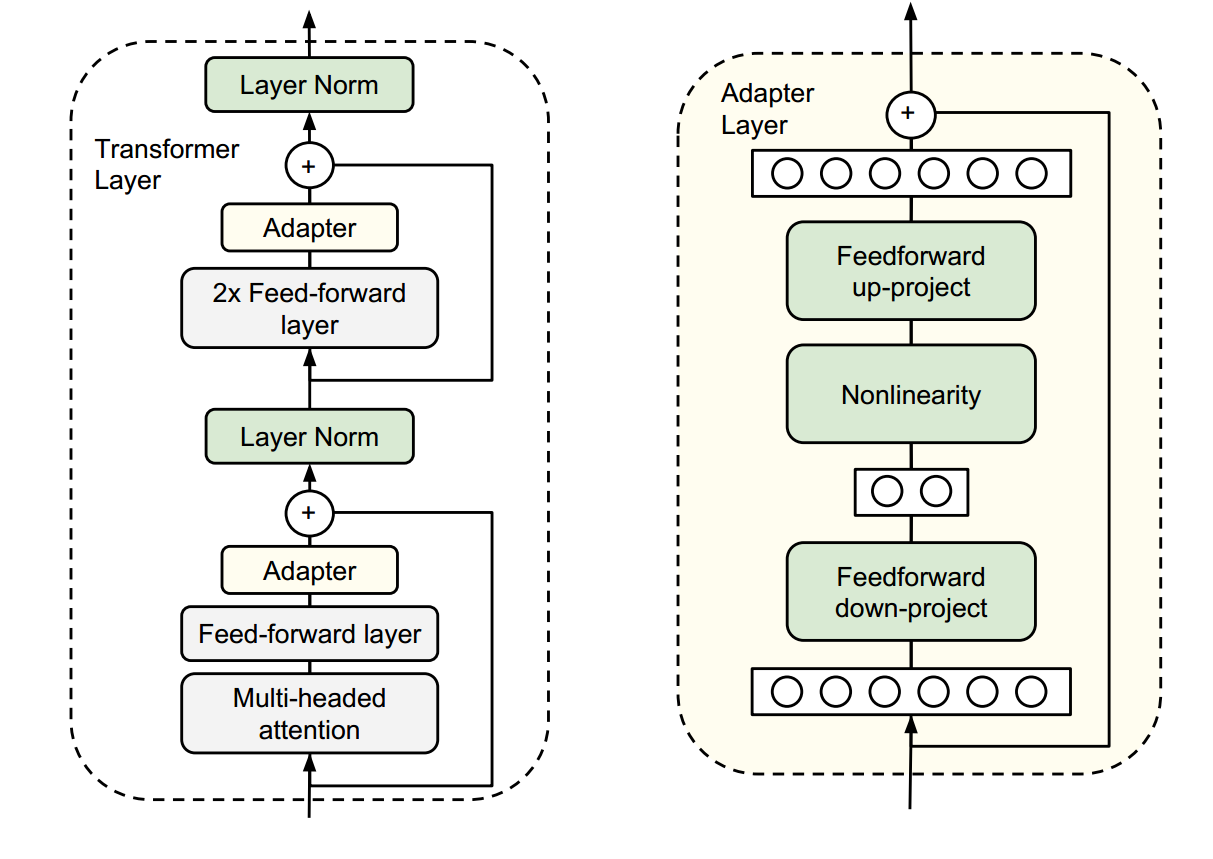 Transformer
Layer
Layer Norm
+
Adapter
2x Feed-forward
layer
Layer Norm
+
Adapter
Feed-forward layer
Multi-headed
attention
Adapter
Layer
+
Feedforward
up-project
Nonlinearity
Feedforward
down-project